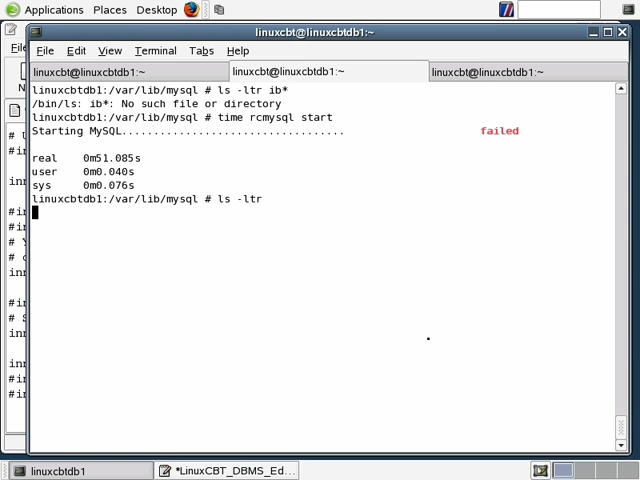 Applications Places Desktop
linuxcbt@linuxcbtdb1:~
File Edit View Terminal Tabs Help
linuxcbt@linuxcbtdb1:~ linuxcbt@linuxcbtdb1:~ linuxcbt@linuxcbtdb1:~
linuxcbtdb1:/var/lib/mysql # ls -ltr ib*
/bin/ls: ib*: No such file or directory
linuxcbtdb1:/var/lib/mysql # time rcmysql start
Starting MySQL................................... failed
real 0m51.085s
user 0m0.040s
sys 0m0.076s
linuxcbtdb1:/var/lib/mysql # ls -ltr
linuxcbtdb1 *LinuxCBT_DBMS_Ed...